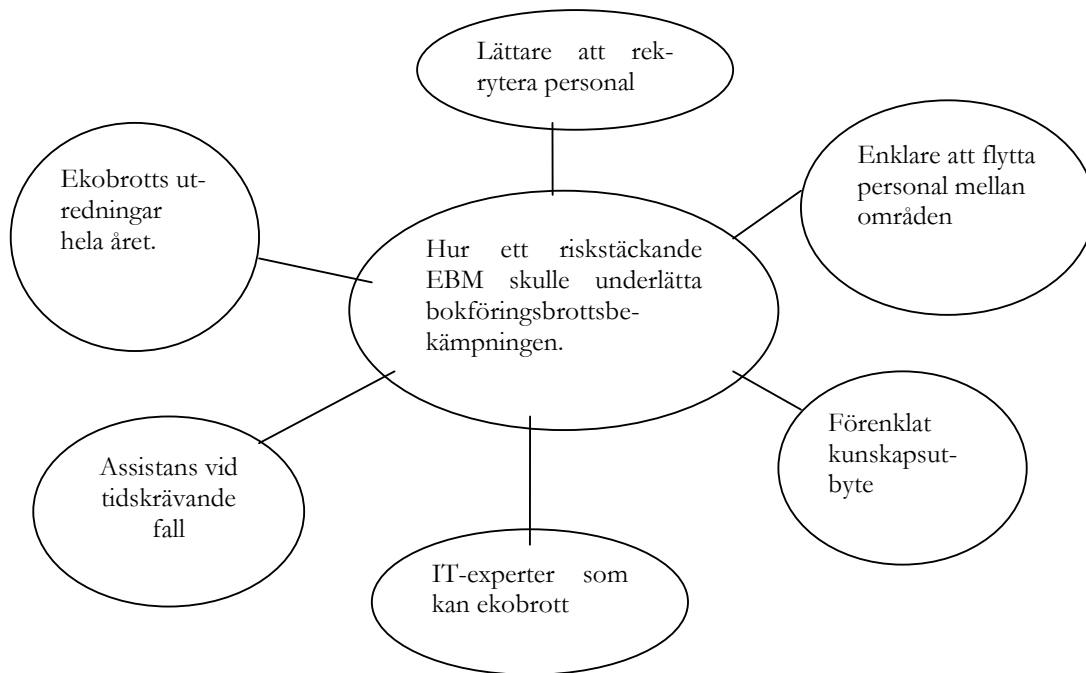 Lättare att rek-
rytera personal
Ekobrotts ut-
redningar
hela året.
Enklare att flytta
personal mellan
områden
Hur ett riskstäckande
EBM skulle underlätta
bokföringsbrottsbe-
kämpningen.
Assistans vid
tidskrävande
fall
Förenklat
kunskapsut-
byte
IT-experter som
kan ekobrott